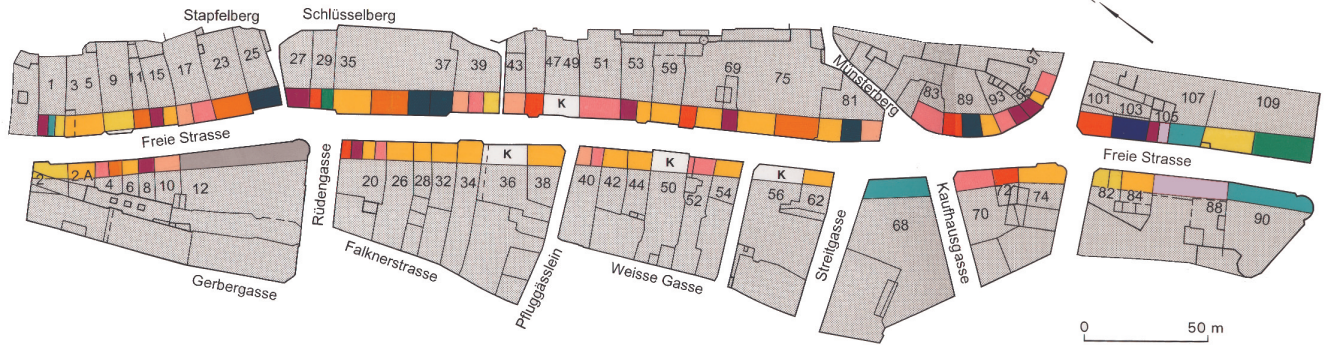 Stapfelberg
Schlüsselberg
1 3 5 9 11 15 17 23 25
27 29 35 37 39
43 47 49 51 53 59 69 75 81
K
Münsterberg
83 89 93 95 97
101 103 105 107 109
Freie Strasse
Freie Strasse
2 2 A 4 6 8 10 12
Rüdengasse
20 26 28 32 34 36 38
K
Pfluggässlein
40 42 44 50 52 54
K
56 62
K
Streitgasse
68
Kaufhausgasse
70 72 74
82 84 88 90
Gerbergasse
Falknerstrasse
Weisse Gasse
0 50 m